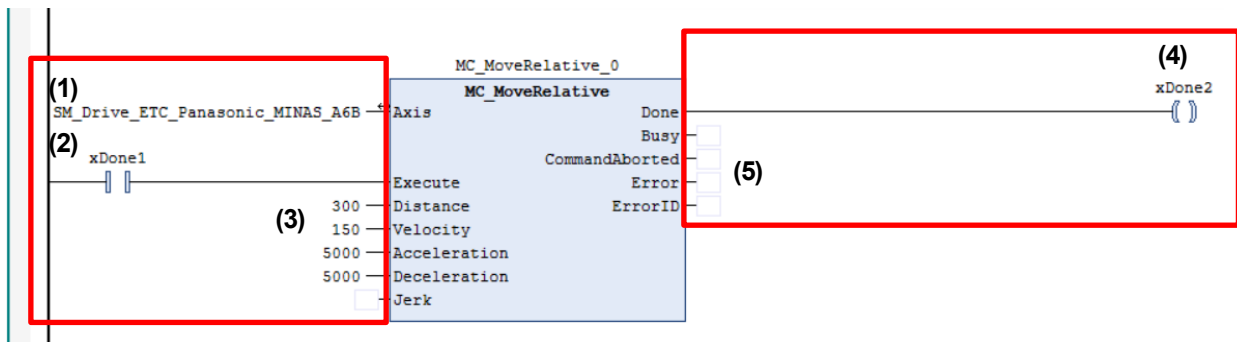 (4)
MC_MoveRelative_0
(1)
MC_MoveRelative
xDone2
SM_Drive_ETC_Panasonic_MINAS_A6B
Axis
Done
(2)
Busy
xDone1
CommandAborted
(5)
Execute
Error
(3)
300
Distance
ErrorID
150
Velocity
5000
Acceleration
5000
Deceleration
Jerk